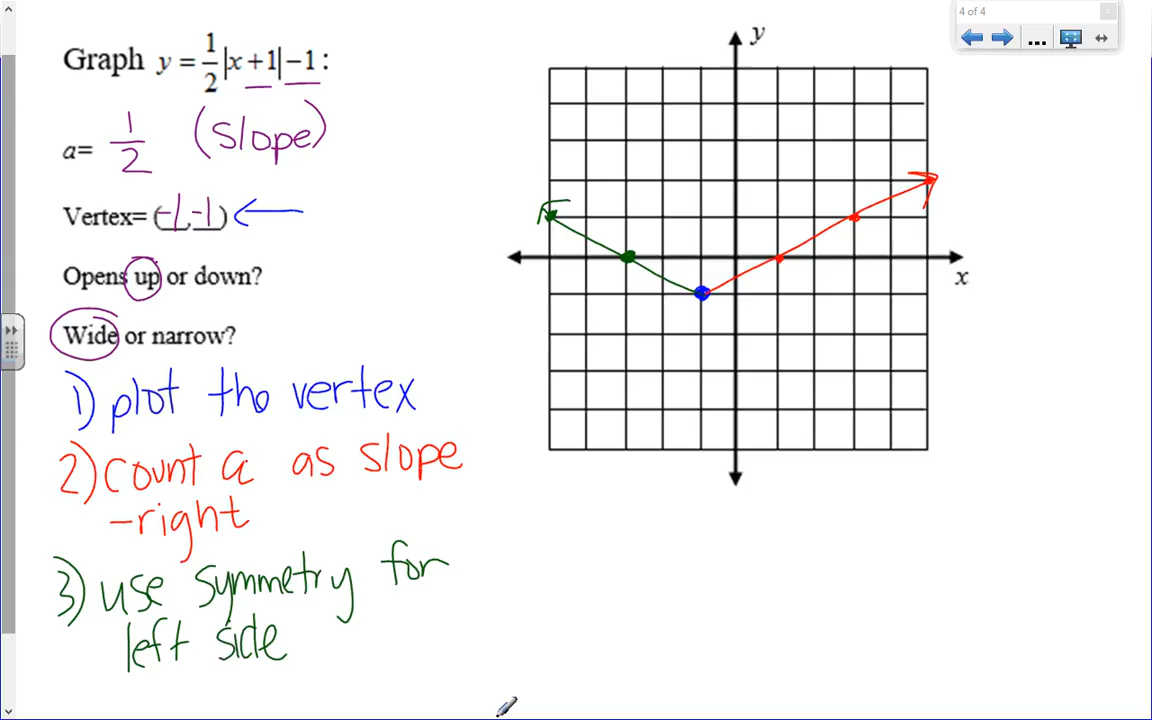 4 of 4
Graph y = 1/2 |x + 1| − 1 :
a= 1/2 (slope)
Vertex= (-1,-1)
Opens up or down?
Wide or narrow?
1) plot the vertex
2) count a as slope
-right
3) use symmetry for
left side
y
x